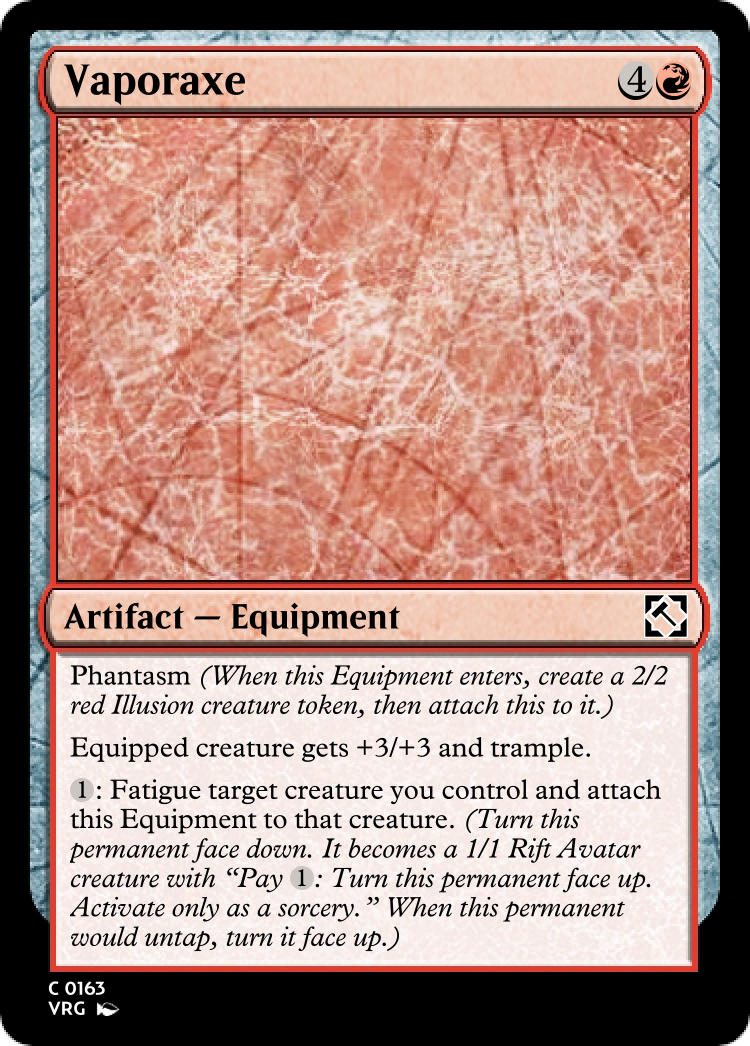 Vaporaxe 4
Artifact — Equipment
Phantasm (When this Equipment enters, create a 2/2
red Illusion creature token, then attach this to it.)
Equipped creature gets +3/+3 and trample.
1: Fatigue target creature you control and attach
this Equipment to that creature. (Turn this
permanent face down. It becomes a 1/1 Rift Avatar
creature with “Pay 1: Turn this permanent face up.
Activate only as a sorcery.” When this permanent
would untap, turn it face up.)
C 0163
VRG